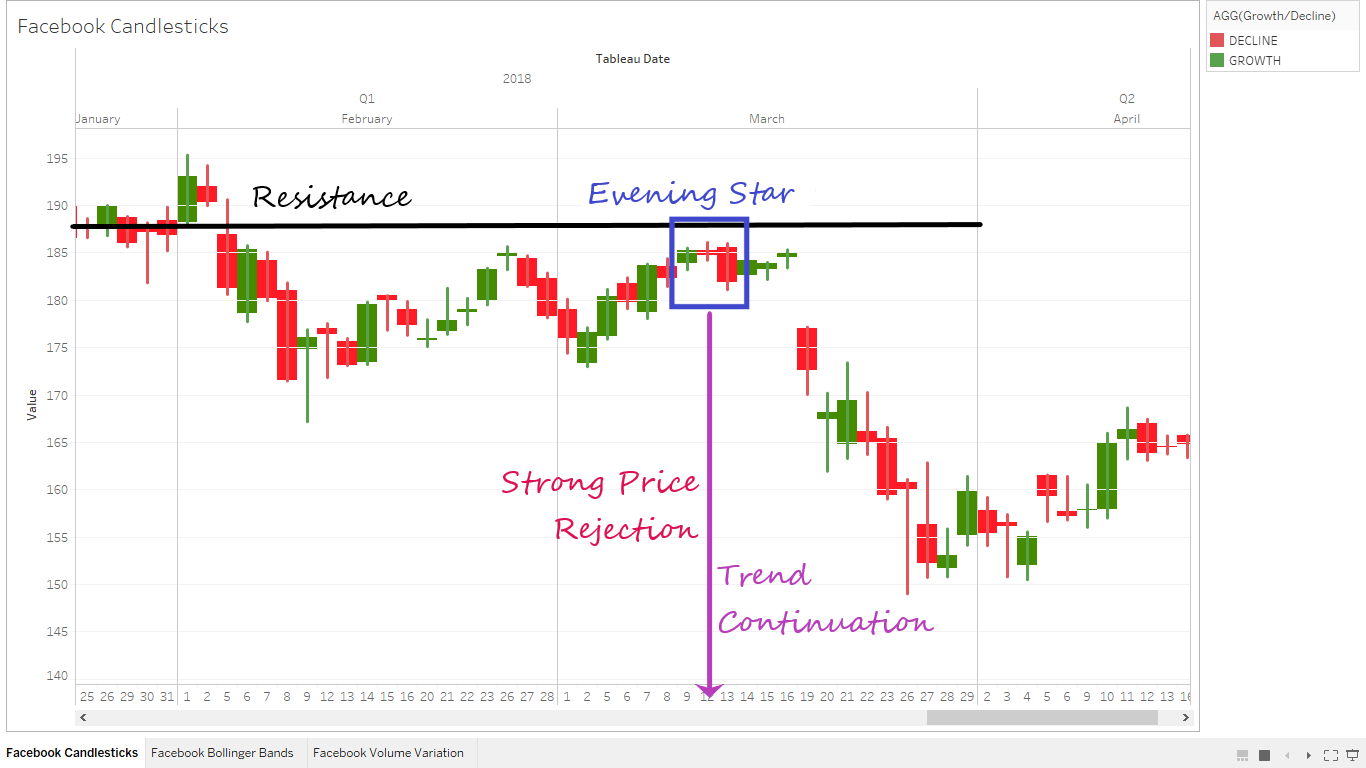 Facebook Candlesticks
AGG(Growth/Decline)
DECLINE
GROWTH
Tableau Date
2018
Q1 Q2
January February March April
Value
195
190
185
180
175
170
165
160
155
150
145
140
Resistance
Evening Star
Strong Price
Rejection
Trend
Continuation
25 26 29 30 31 1 2 5 6 7 8 9 12 13 14 15 16 20 21 22 23 26 27 28 1 2 5 6 7 8 9 12 13 14 15 16 19 20 21 22 23 26 27 28 29 2 3 4 5 6 9 10 11 12 13
Facebook Candlesticks Facebook Bollinger Bands Facebook Volume Variation